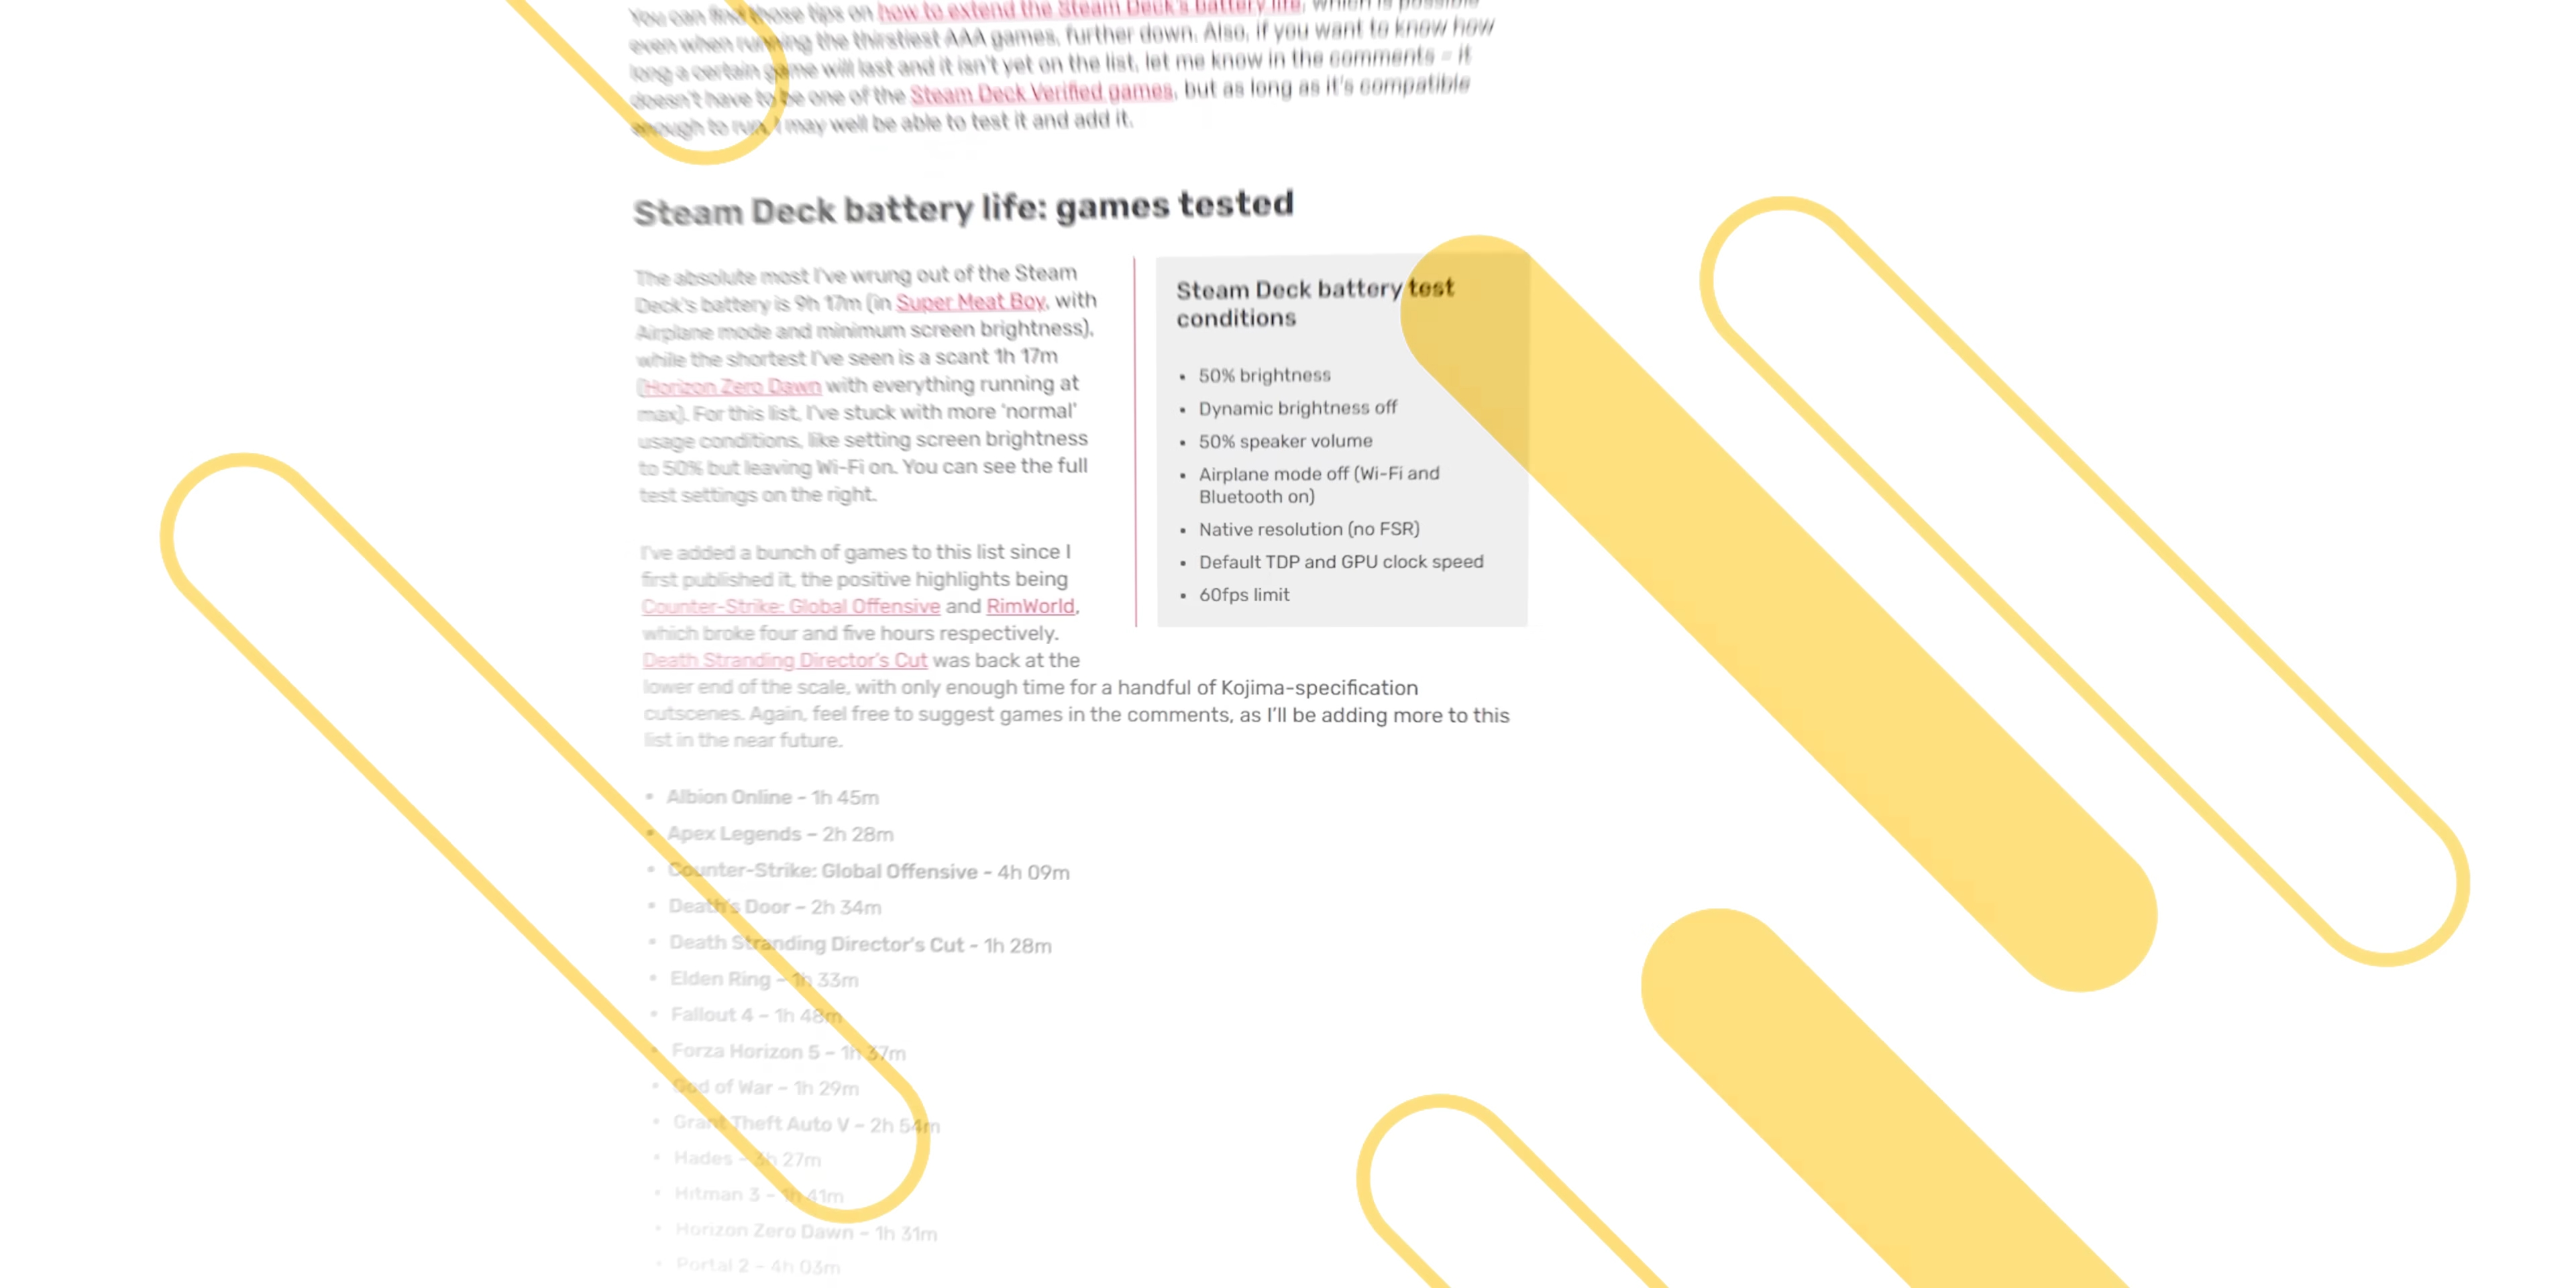 You can find those tips on how to extend the Steam Deck's battery life, which is possible
even when running the thirstiest AAA games, further down. Also, if you want to know how
long a certain game will last and it isn't yet on the list, let me know in the comments – it
doesn't have to be one of the Steam Deck Verified games, but as long as it's compatible
enough to run, I may well be able to test it and add it.
Steam Deck battery life: games tested
The absolute most I've wrung out of the Steam
Deck's battery is 9h 17m (in Super Meat Boy, with
Airplane mode and minimum screen brightness),
while the shortest I've seen is a scant 1h 17m
(Horizon Zero Dawn with everything running at
max). For this list, I've stuck with more 'normal'
usage conditions, like setting screen brightness
to 50% but leaving Wi-Fi on. You can see the full
test settings on the right.
I've added a bunch of games to this list since I
first published it, the positive highlights being
Counter-Strike: Global Offensive and RimWorld,
which broke four and five hours respectively.
Death Stranding Director's Cut was back at the
lower end of the scale, with only enough time for a handful of Kojima-specification
cutscenes. Again, feel free to suggest games in the comments, as I'll be adding more to this
list in the near future.
Steam Deck battery test
conditions
• 50% brightness
• Dynamic brightness off
• 50% speaker volume
• Airplane mode off (Wi-Fi and
Bluetooth on)
• Native resolution (no FSR)
• Default TDP and GPU clock speed
• 60fps limit
• Albion Online – 1h 45m
• Apex Legends – 2h 28m
• Counter-Strike: Global Offensive - 4h 09m
• Death's Door – 2h 34m
• Death Stranding Director's Cut - 1h 28m
• Elden Ring – 1h 33m
• Fallout 4 – 1h 48m
• Forza Horizon 5 – 1h 37m
• God of War – 1h 29m
• Grant Theft Auto V – 2h 54m
• Hades – 3h 27m
• Hitman 3 – 1h 41m
• Horizon Zero Dawn – 1h 31m
• Portal 2 – 4h 03m